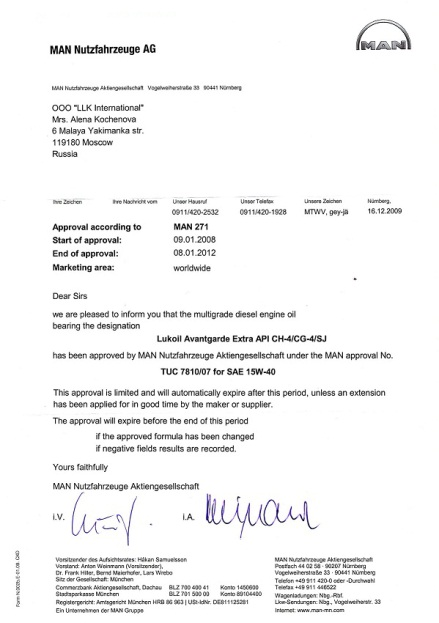 MAN Nutzfahrzeuge AG
MAN
MAN Nutzfahrzeuge Aktiengesellschaft Vogelweiherstraße 33 90441 Nürnberg
OOO "LLK International"
Mrs. Alena Kochenova
6 Malaya Yakimanka str.
119180 Moscow
Russia
Ihre Zeichen Ihre Nachricht vom Unser Hausruf Unser Telefax Unsere Zeichen Nürnberg,
0911/420-2532 0911/420-1928 MTWV, gey-jä 16.12.2009
Approval according to MAN 271
Start of approval: 09.01.2008
End of approval: 08.01.2012
Marketing area: worldwide
Dear Sirs
we are pleased to inform you that the multigrade diesel engine oil
bearing the designation
Lukoil Avantgarde Extra API CH-4/CG-4/SJ
has been approved by MAN Nutzfahrzeuge Aktiengesellschaft under the MAN approval No.
TUC 7810/07 for SAE 15W-40
This approval is limited and will automatically expire after this period, unless an extension
has been applied for in good time by the maker or supplier.
The approval will expire before the end of this period
if the approved formula has been changed
if negative fields results are recorded.
Yours faithfully
MAN Nutzfahrzeuge Aktiengesellschaft
i.V. i.A.
Vorsitzender des Aufsichtsrates: Håkan Samuelsson
Vorstand: Anton Weinmann (Vorsitzender),
Dr. Frank Hiller, Bernd Maierhofer, Lars Wrebo
Sitz der Gesellschaft: München
Commerzbank Aktiengesellschaft, Dachau BLZ 700 400 41 Konto 1450600
Stadtsparkasse München BLZ 701 500 00 Konto 89104400
Registergericht: Amtsgericht München HRB 86 963 | USt-IdNr. DE811125281
Ein Unternehmen der MAN Gruppe
MAN Nutzfahrzeuge Aktiengesellschaft
Postfach 44 02 58 · 90207 Nürnberg
Vogelweiherstraße 33 · 90441 Nürnberg
Telefon +49 911 420-0 oder -Durchwahl
Telefax +49 911 446522
Wagenladungen: Nbg.-Rbf.
Lkw-Sendungen: Nbg., Vogelweiherstr. 33
Internet: www.man-mn.com